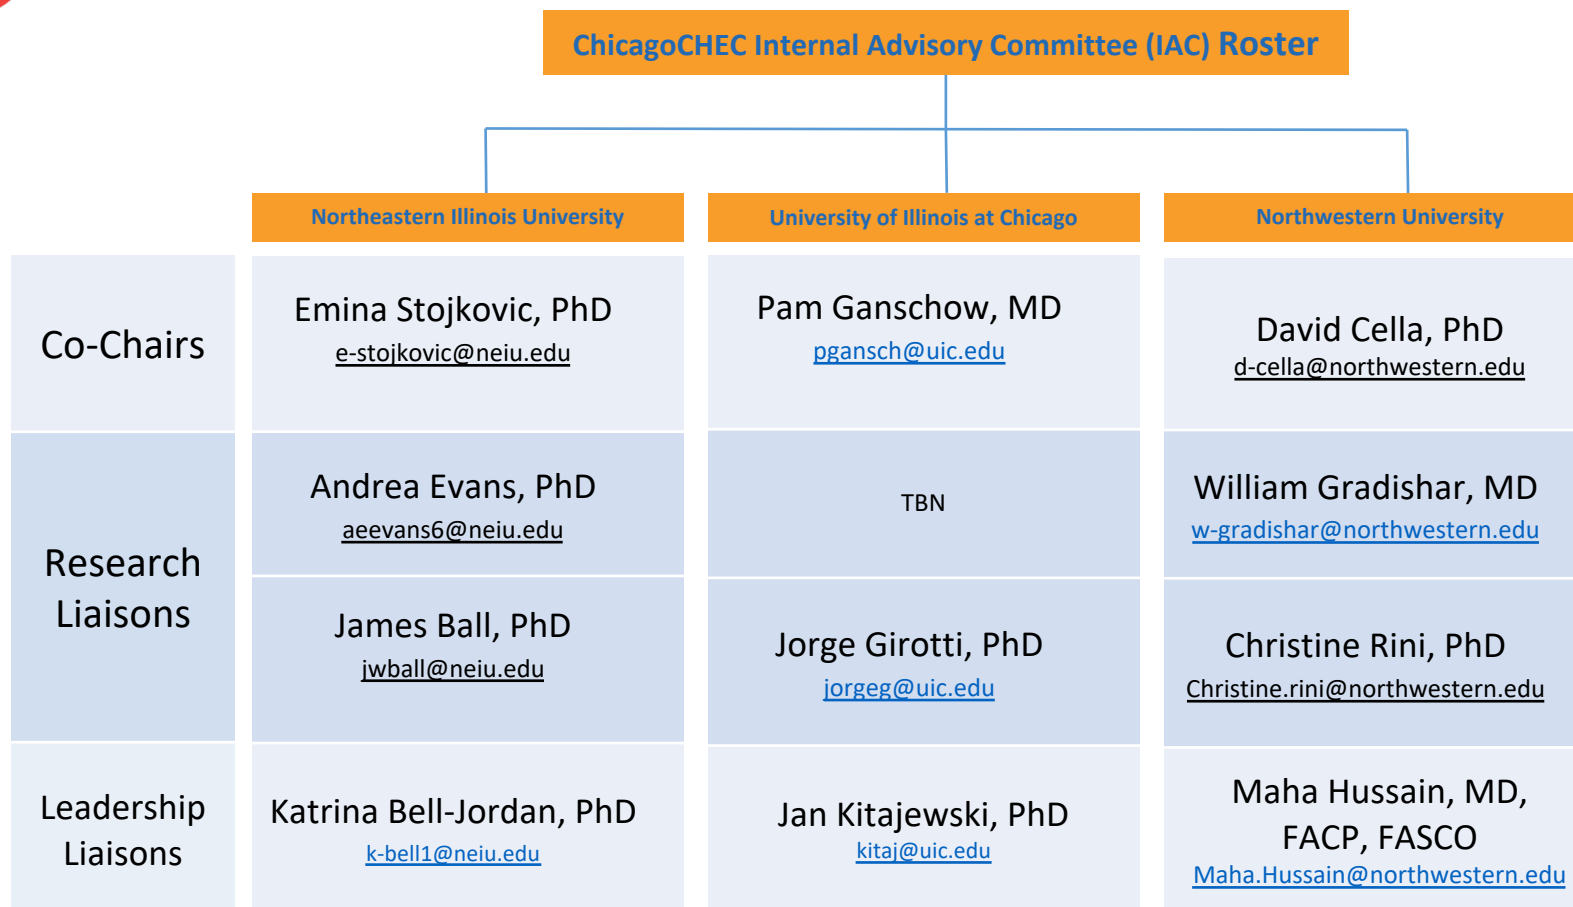 ChicagoCHEC Internal Advisory Committee (IAC) Roster
Northeastern Illinois University
University of Illinois at Chicago
Northwestern University
Co-Chairs
Emina Stojkovic, PhD
e-stojkovic@neiu.edu
Pam Ganschow, MD
pgansch@uic.edu
David Cella, PhD
d-cella@northwestern.edu
Research
Liaisons
Andrea Evans, PhD
aeevans6@neiu.edu
TBN
William Gradishar, MD
w-gradishar@northwestern.edu
James Ball, PhD
jwball@neiu.edu
Jorge Girotti, PhD
jorgeg@uic.edu
Christine Rini, PhD
Christine.rini@northwestern.edu
Leadership
Liaisons
Katrina Bell-Jordan, PhD
k-bell1@neiu.edu
Jan Kitajewski, PhD
kitaj@uic.edu
Maha Hussain, MD,
FACP, FASCO
Maha.Hussain@northwestern.edu